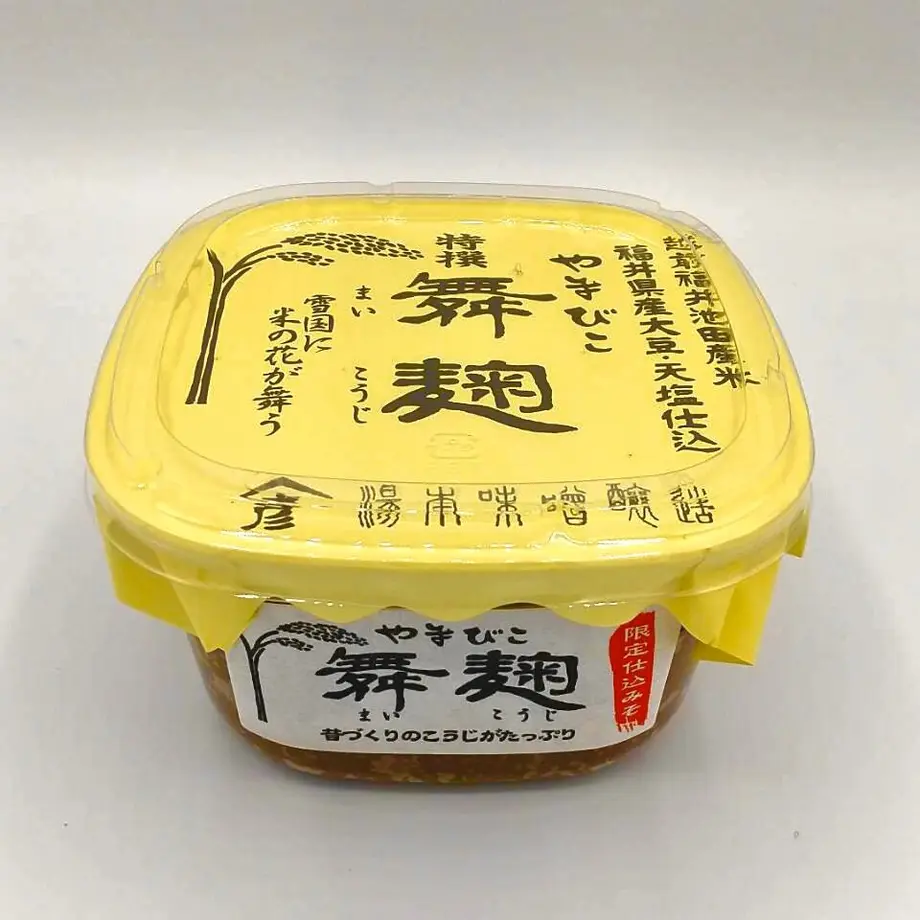 越前福井池田産米
福井県産大豆・天塩仕込
やまびこ
特撰
舞麹
まい
こうじ
雪国に
米の花が舞う
彦
湯本味噌醸造
やまびこ
舞麹
まい
こうじ
昔づくりのこうじがたっぷり
限定仕込みそ